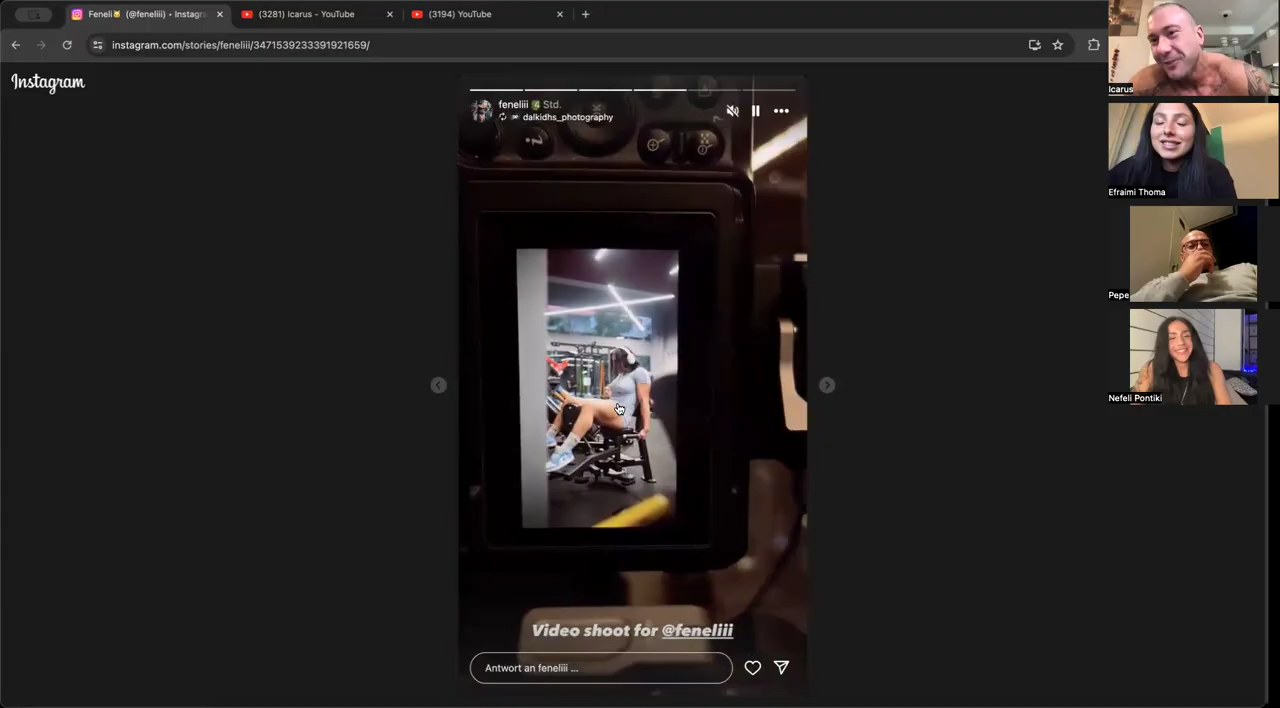 Feneli (@feneliii) • Instagr
(3281) Icarus - YouTube
(3194) YouTube
instagram.com/stories/feneliii/3471539233391921659/
Instagram
feneliii 4 Std.
dalkidhs_photography
Video shoot for @feneliii
Antwort an feneliii ...
Icarus
Efraimi Thoma
Pepe
Nefeli Pontiki